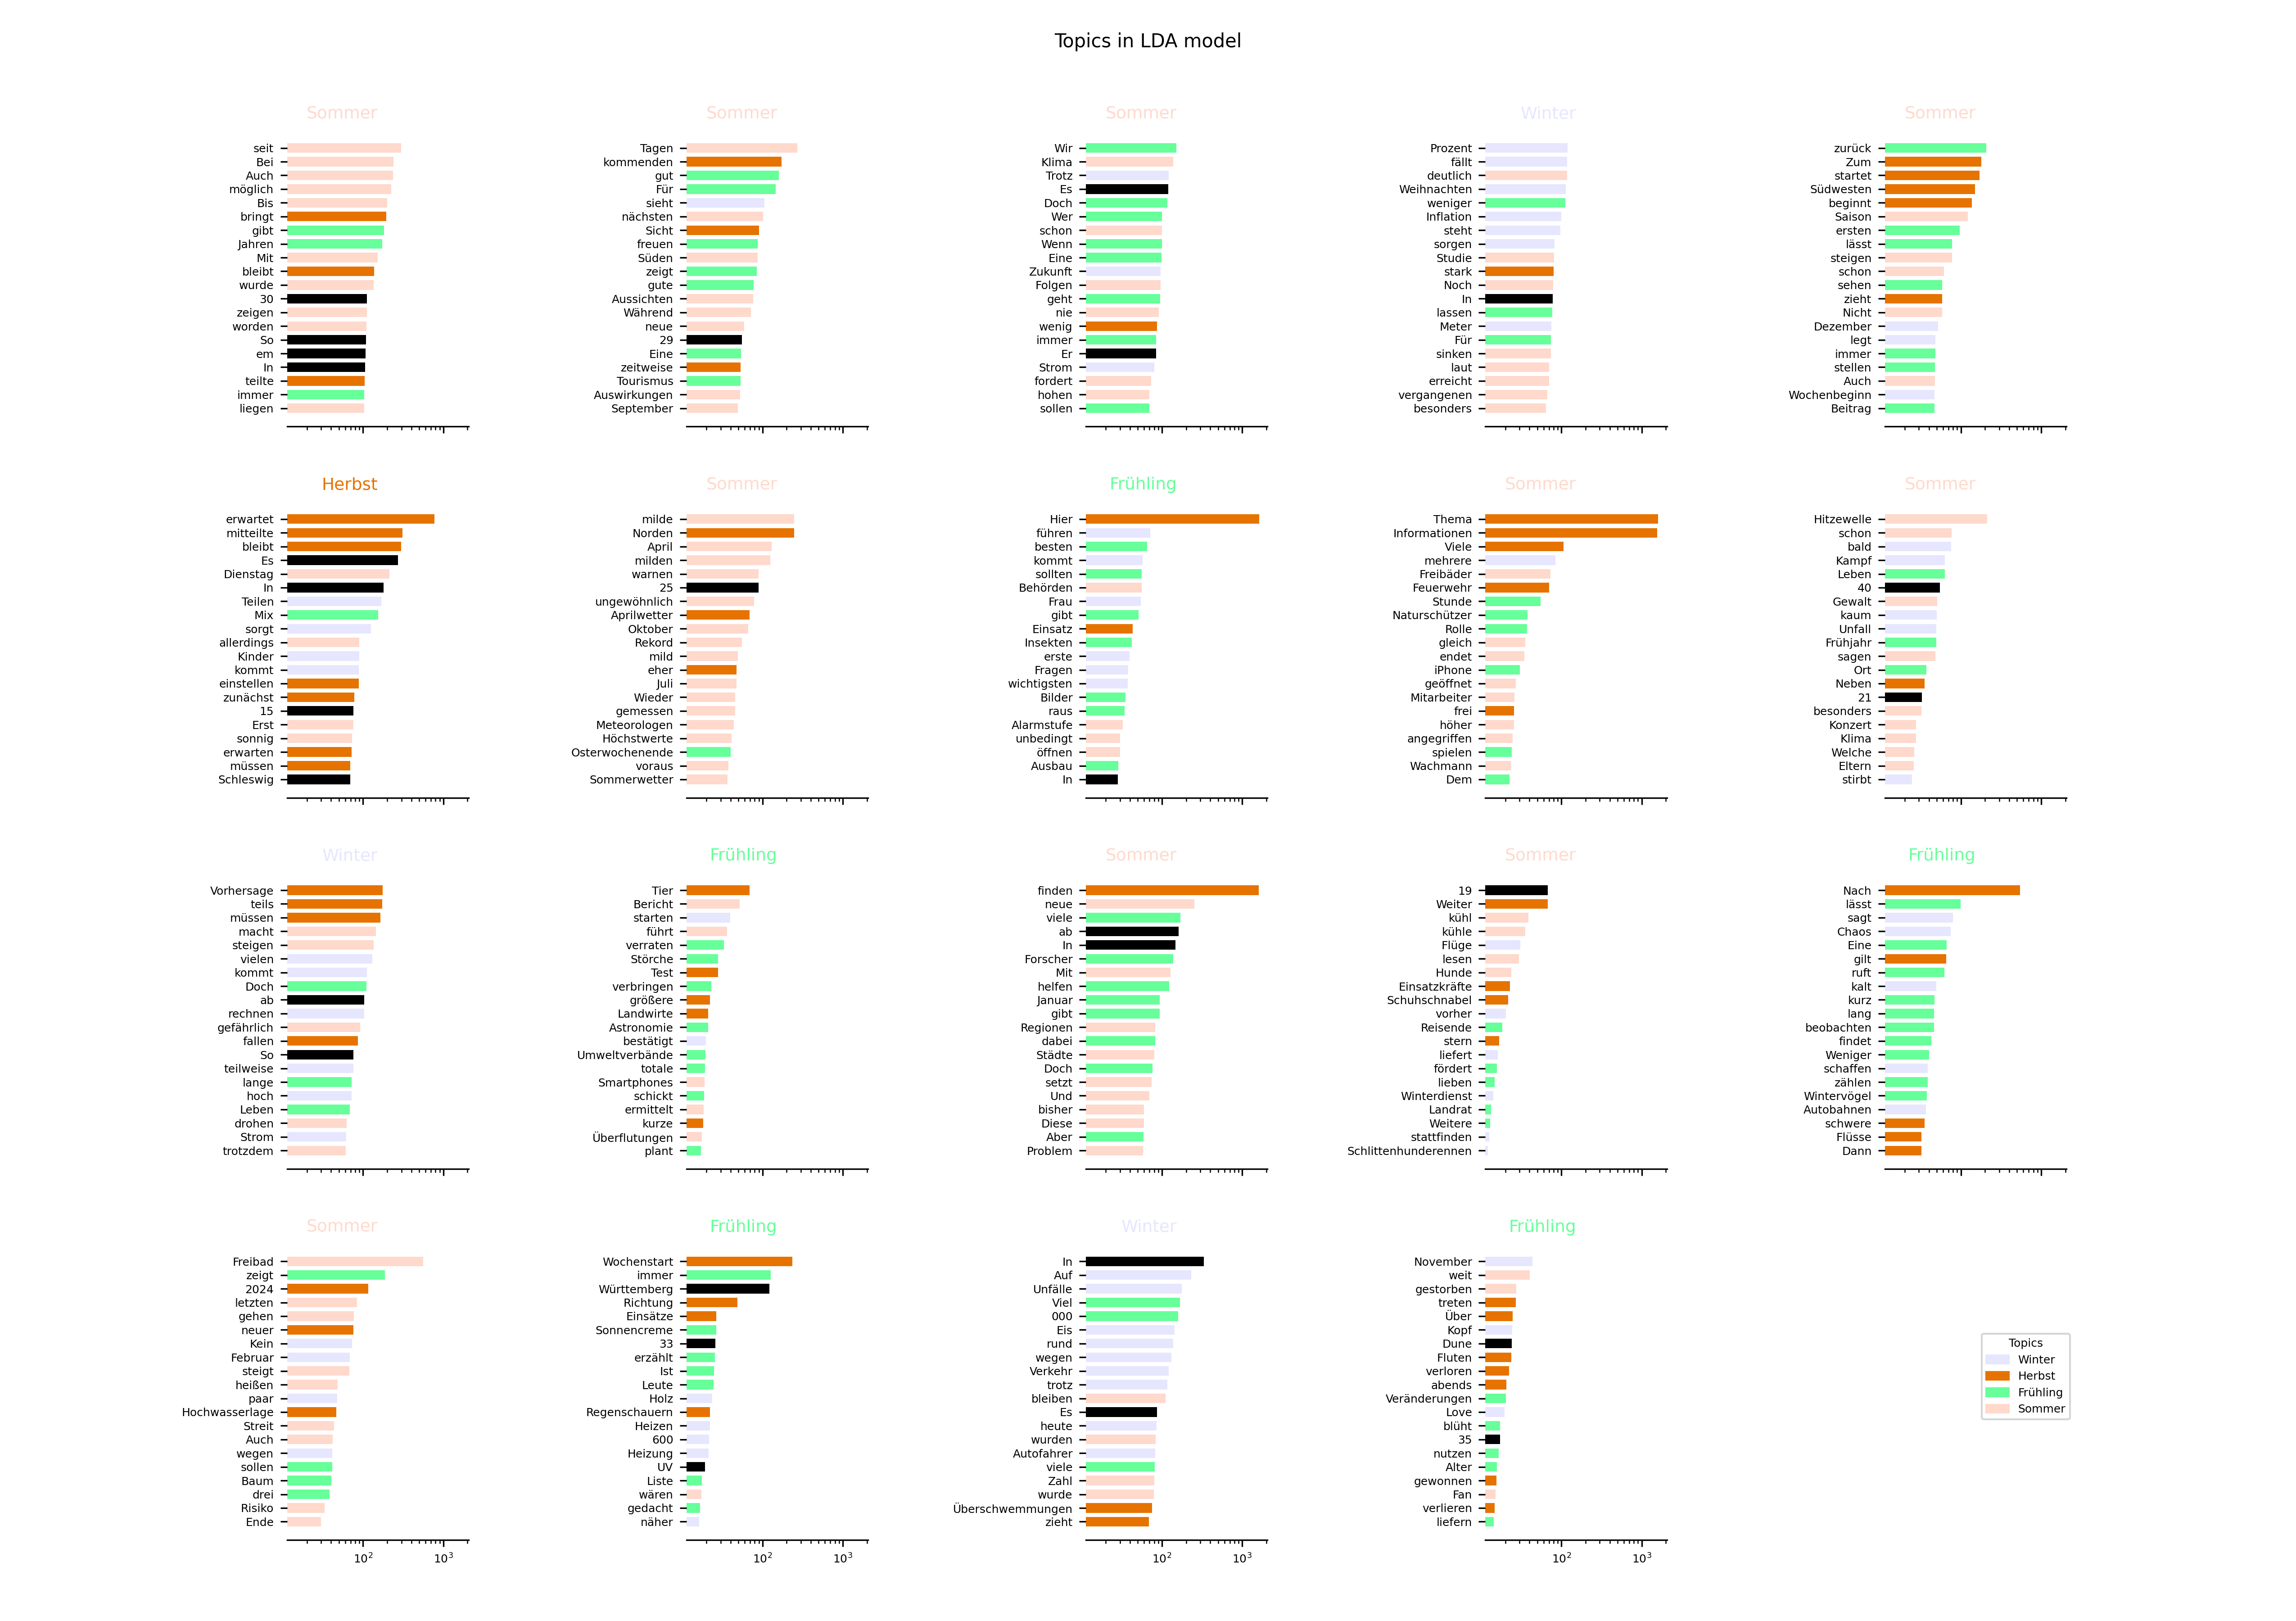 Topics in LDA model
Sommer
seit
Bei
Auch
möglich
Bis
bringt
gibt
Jahren
Mit
bleibt
wurde
30
zeigen
worden
So
em
In
teilte
immer
liegen
Sommer
Tagen
kommenden
gut
Für
sieht
nächsten
Sicht
freuen
Süden
zeigt
gute
Aussichten
Während
neue
29
Eine
zeitweise
Tourismus
Auswirkungen
September
Sommer
Wir
Klima
Trotz
Es
Doch
Wer
schon
Wenn
Eine
Zukunft
Folgen
geht
nie
wenig
immer
Er
Strom
fordert
hohen
sollen
Winter
Prozent
fällt
deutlich
Weihnachten
weniger
Inflation
steht
sorgen
Studie
stark
Noch
In
lassen
Meter
Für
sinken
laut
erreicht
vergangenen
besonders
Sommer
zurück
Zum
startet
Südwesten
beginnt
Saison
ersten
lässt
steigen
schon
sehen
zieht
Nicht
Dezember
legt
immer
stellen
Auch
Wochenbeginn
Beitrag
Herbst
erwartet
mitteilte
bleibt
Es
Dienstag
In
Teilen
Mix
sorgt
allerdings
Kinder
kommt
einstellen
zunächst
15
Erst
sonnig
erwarten
müssen
Schleswig
Sommer
milde
Norden
April
milden
warnen
25
ungewöhnlich
Aprilwetter
Oktober
Rekord
mild
eher
Juli
Wieder
gemessen
Meteorologen
Höchstwerte
Osterwochenende
voraus
Sommerwetter
Frühling
Hier
führen
besten
kommt
sollten
Behörden
Frau
gibt
Einsatz
Insekten
erste
Fragen
wichtigsten
Bilder
raus
Alarmstufe
unbedingt
öffnen
Ausbau
In
Sommer
Thema
Informationen
Viele
mehrere
Freibäder
Feuerwehr
Stunde
Naturschützer
Rolle
gleich
endet
iPhone
geöffnet
Mitarbeiter
frei
höher
angegriffen
spielen
Wachmann
Dem
Sommer
Hitzewelle
schon
bald
Kampf
Leben
40
Gewalt
kaum
Unfall
Frühjahr
sagen
Ort
Neben
21
besonders
Konzert
Klima
Welche
Eltern
stirbt
Winter
Vorhersage
teils
müssen
macht
steigen
vielen
kommt
Doch
ab
rechnen
gefährlich
fallen
So
teilweise
lange
hoch
Leben
drohen
Strom
trotzdem
Frühling
Tier
Bericht
starten
führt
verraten
Störche
Test
verbringen
größere
Landwirte
Astronomie
bestätigt
Umweltverbände
totale
Smartphones
schickt
ermittelt
kurze
Überflutungen
plant
Sommer
finden
neue
viele
ab
In
Forscher
Mit
helfen
Januar
gibt
Regionen
dabei
Städte
Doch
setzt
Und
bisher
Diese
Aber
Problem
Sommer
19
Weiter
kühl
kühle
Flüge
lesen
Hunde
Einsatzkräfte
Schuhschnabel
vorher
Reisende
stern
liefert
fördert
lieben
Winterdienst
Landrat
Weitere
stattfinden
Schlittenhunderennen
Frühling
Nach
lässt
sagt
Chaos
Eine
gilt
ruft
kalt
kurz
lang
beobachten
findet
Weniger
schaffen
zählen
Wintervögel
Autobahnen
schwere
Flüsse
Dann
Sommer
Freibad
zeigt
2024
letzten
gehen
neuer
Kein
Februar
steigt
heißen
paar
Hochwasserlage
Streit
Auch
wegen
sollen
Baum
drei
Risiko
Ende
10² 10³
Frühling
Wochenstart
immer
Württemberg
Richtung
Einsätze
Sonnencreme
33
erzählt
Ist
Leute
Holz
Regenschauern
Heizen
600
Heizung
UV
Liste
wären
gedacht
näher
10² 10³
Winter
In
Auf
Unfälle
Viel
000
Eis
rund
wegen
Verkehr
trotz
bleiben
Es
heute
wurden
Autofahrer
viele
Zahl
wurde
Überschwemmungen
zieht
10² 10³
Frühling
November
weit
gestorben
treten
Über
Kopf
Dune
Fluten
verloren
abends
Veränderungen
Love
blüht
35
nutzen
Alter
gewonnen
Fan
verlieren
liefern
10² 10³
Topics
Winter
Herbst
Frühling
Sommer